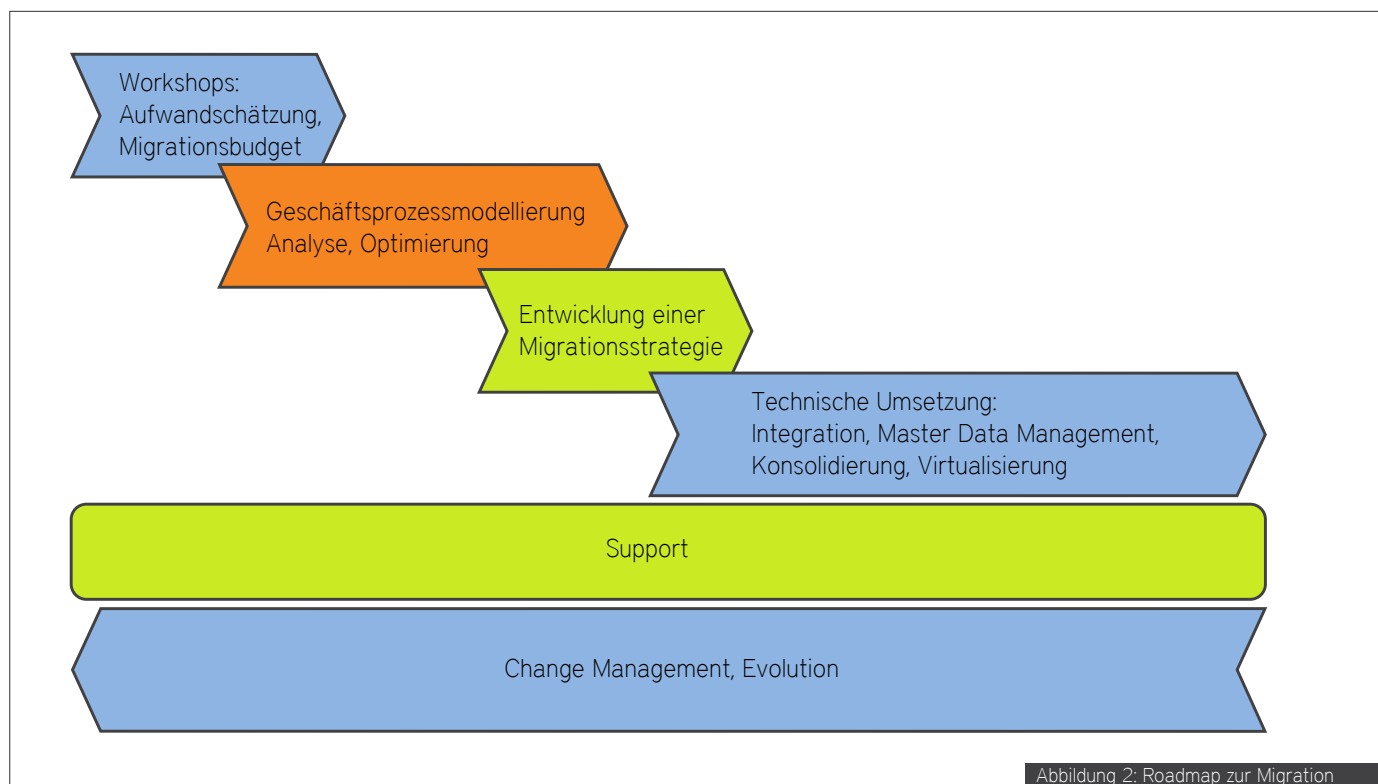 Workshops:
Aufwandschätzung,
Migrationsbudget
Geschäftsprozessmodellierung
Analyse, Optimierung
Entwicklung einer
Migrationsstrategie
Technische Umsetzung:
Integration, Master Data Management,
Konsolidierung, Virtualisierung
Support
Change Management, Evolution
Abbildung 2: Roadmap zur Migration